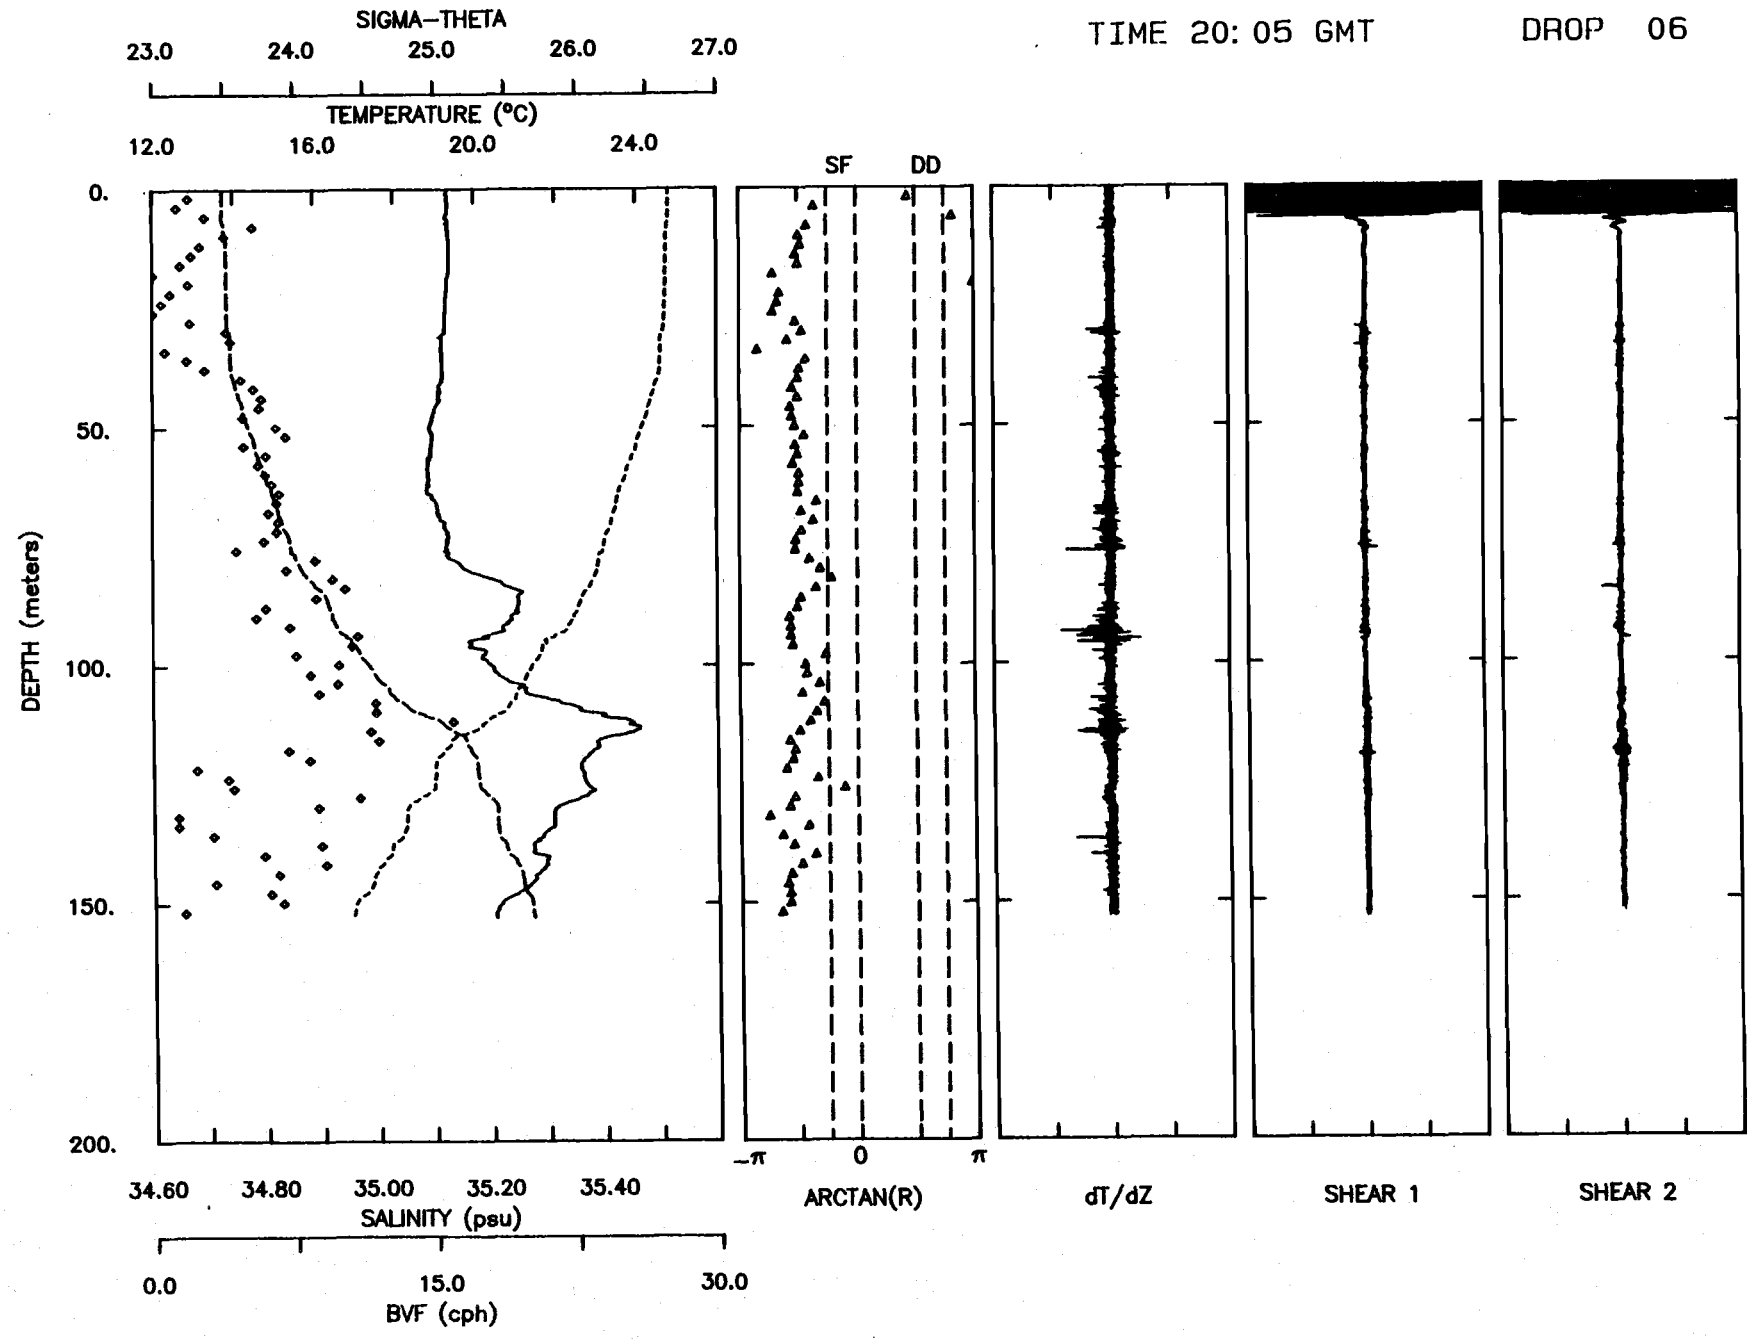 SIGMA-THETA
TIME 20:05 GMT DROP 06
23.0 24.0 25.0 26.0 27.0
TEMPERATURE (°C)
12.0 16.0 20.0 24.0
SF DD
0.
50.
100.
150.
200.
DEPTH (meters)
-π 0 π
34.60 34.80 35.00 35.20 35.40
SALINITY (psu)
ARCTAN(R) dT/dZ SHEAR 1 SHEAR 2
0.0 15.0 30.0
BVF (cph)